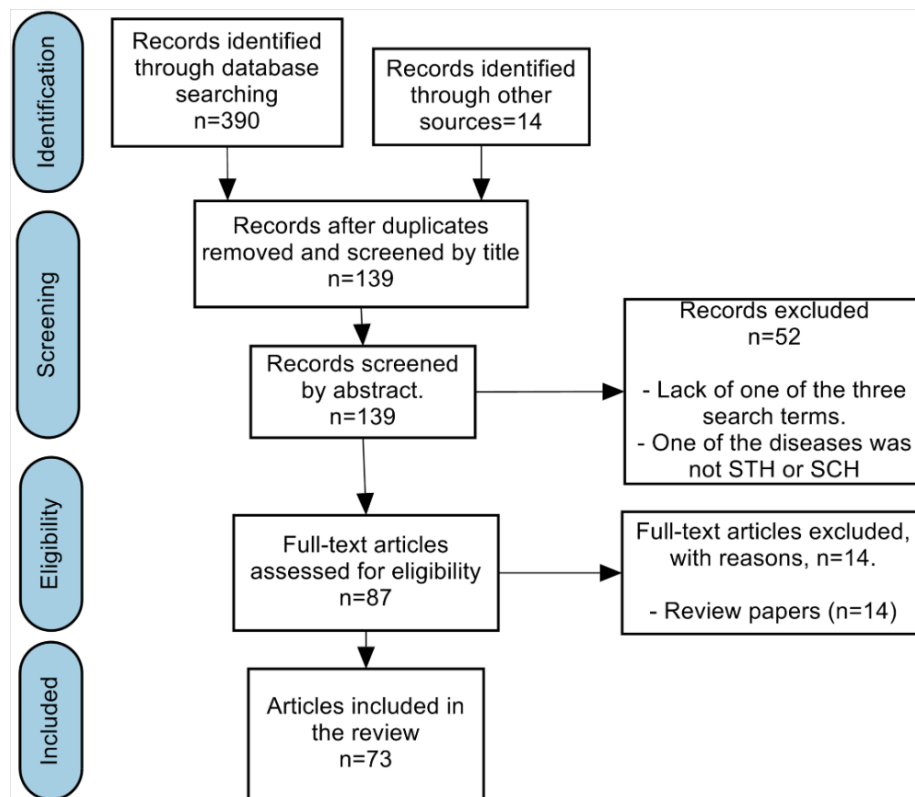 Identification
Records identified
through database
searching
n=390
Records identified
through other
sources=14
Screening
Records after duplicates
removed and screened by title
n=139
Records screened
by abstract.
n=139
Records excluded
n=52
- Lack of one of the three
search terms.
- One of the diseases was
not STH or SCH
Eligibility
Full-text articles
assessed for eligibility
n=87
Full-text articles excluded,
with reasons, n=14.
- Review papers (n=14)
Included
Articles included in
the review
n=73